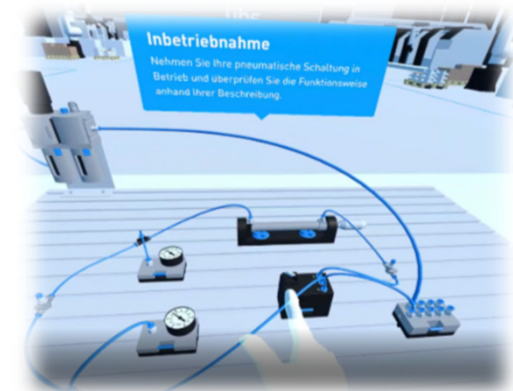 Inbetriebnahme
Nehmen Sie Ihre pneumatische Schaltung in
Betrieb und überprüfen Sie die Funktionsweise
anhand Ihrer Beschreibung.